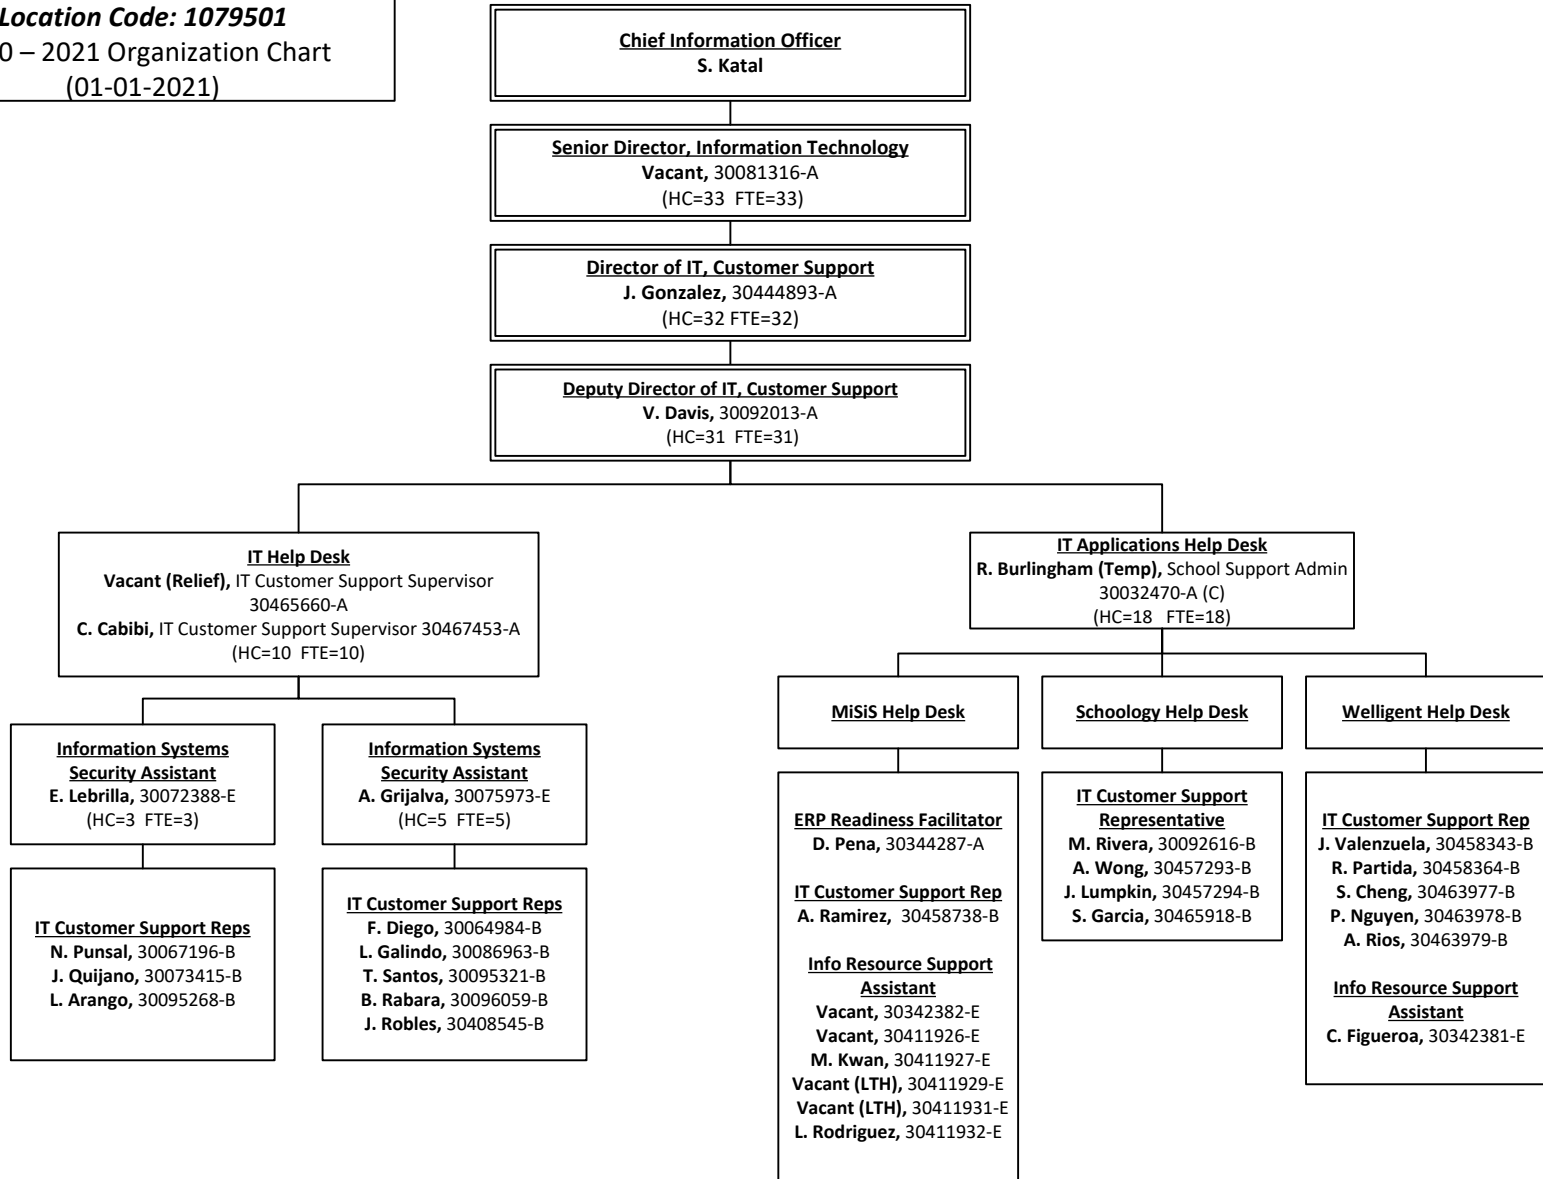 Location Code: 1079501
0 – 2021 Organization Chart
(01-01-2021)
Chief Information Officer
S. Katal
Senior Director, Information Technology
Vacant, 30081316-A
(HC=33 FTE=33)
Director of IT, Customer Support
J. Gonzalez, 30444893-A
(HC=32 FTE=32)
Deputy Director of IT, Customer Support
V. Davis, 30092013-A
(HC=31 FTE=31)
IT Help Desk
Vacant (Relief), IT Customer Support Supervisor
30465660-A
C. Cabibi, IT Customer Support Supervisor 30467453-A
(HC=10 FTE=10)
IT Applications Help Desk
R. Burlingham (Temp), School Support Admin
30032470-A (C)
(HC=18 FTE=18)
Information Systems
Security Assistant
E. Lebrilla, 30072388-E
(HC=3 FTE=3)
Information Systems
Security Assistant
A. Grijalva, 30075973-E
(HC=5 FTE=5)
IT Customer Support Reps
N. Punsal, 30067196-B
J. Quijano, 30073415-B
L. Arango, 30095268-B
IT Customer Support Reps
F. Diego, 30064984-B
L. Galindo, 30086963-B
T. Santos, 30095321-B
B. Rabara, 30096059-B
J. Robles, 30408545-B
MiSiS Help Desk
Schoology Help Desk
Welligent Help Desk
ERP Readiness Facilitator
D. Pena, 30344287-A
IT Customer Support Rep
A. Ramirez, 30458738-B
Info Resource Support
Assistant
Vacant, 30342382-E
Vacant, 30411926-E
M. Kwan, 30411927-E
Vacant (LTH), 30411929-E
Vacant (LTH), 30411931-E
L. Rodriguez, 30411932-E
IT Customer Support
Representative
M. Rivera, 30092616-B
A. Wong, 30457293-B
J. Lumpkin, 30457294-B
S. Garcia, 30465918-B
IT Customer Support Rep
J. Valenzuela, 30458343-B
R. Partida, 30458364-B
S. Cheng, 30463977-B
P. Nguyen, 30463978-B
A. Rios, 30463979-B
Info Resource Support
Assistant
C. Figueroa, 30342381-E